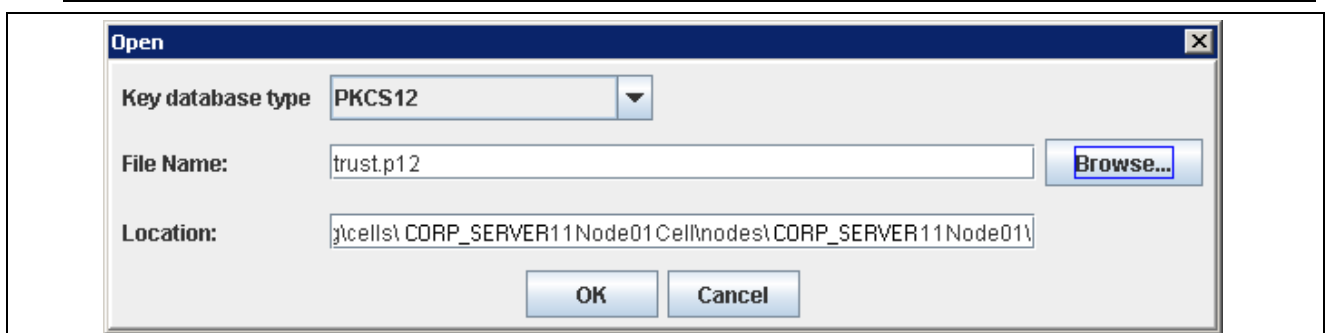 Open
Key database type PKCS12
File Name: trust.p12 Browse...
Location: g\cells\ CORP_SERVER11Node01Cell\nodes\CORP_SERVER11Node01\
OK Cancel